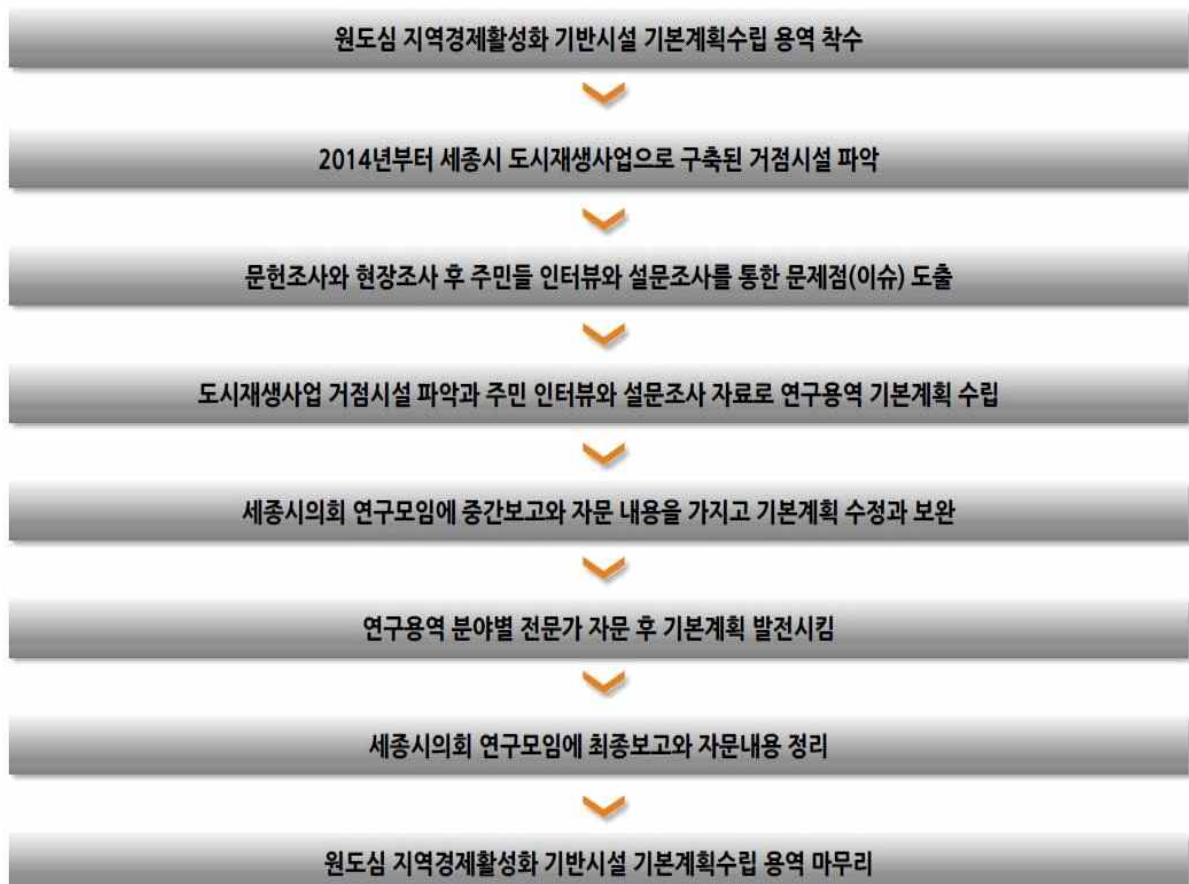 원도심 지역경제활성화 기반시설 기본계획수립 용역 착수
2014년부터 세종시 도시재생사업으로 구축된 거점시설 파악
문헌조사와 현장조사 후 주민들 인터뷰와 설문조사를 통한 문제점(이슈) 도출
도시재생사업 거점시설 파악과 주민 인터뷰와 설문조사 자료로 연구용역 기본계획 수립
세종시의회 연구모임에 중간보고와 자문 내용을 가지고 기본계획 수정과 보완
연구용역 분야별 전문가 자문 후 기본계획 발전시킴
세종시의회 연구모임에 최종보고와 자문내용 정리
원도심 지역경제활성화 기반시설 기본계획수립 용역 마무리